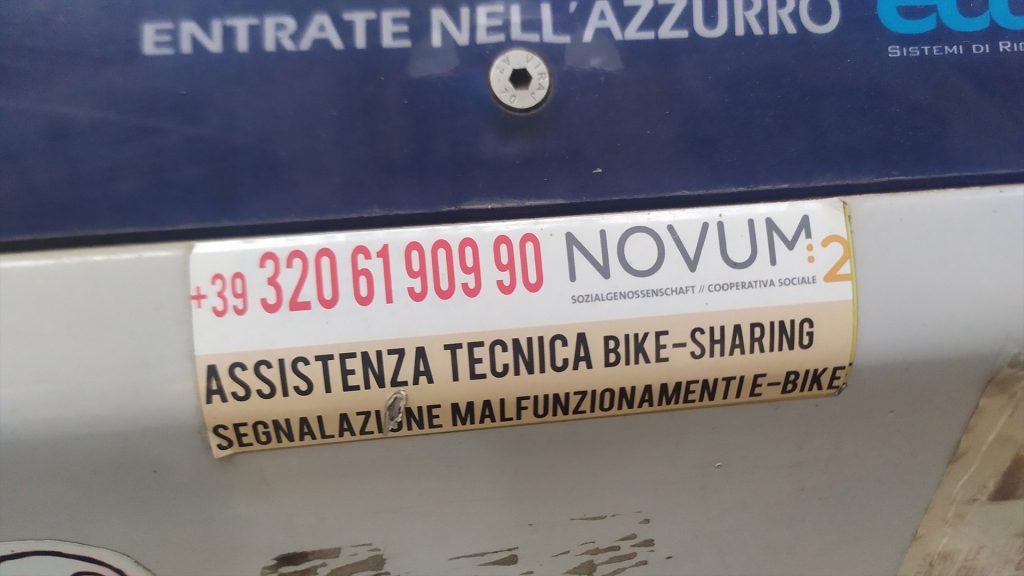 ENTRATE NELL'AZZURRO
SISTEMI DI
+39 320 61 909 90
NOVUM:2
SOZIALGENOSSENSCHAFT // COOPERATIVA SOCIALE
ASSISTENZA TECNICA BIKE-SHARING
SEGNALAZIONE MALFUNZIONAMENTI E-BIKE